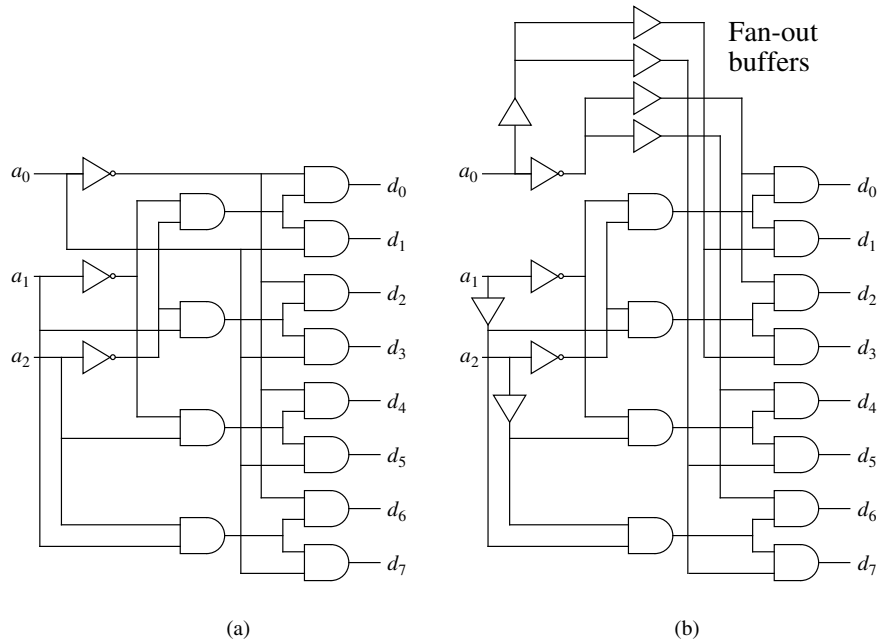 Fan-out
buffers
a₀
d₀
d₁
a₁
d₂
d₃
a₂
d₄
d₅
d₆
d₇
(a)
a₀
d₀
d₁
a₁
d₂
d₃
a₂
d₄
d₅
d₆
d₇
(b)